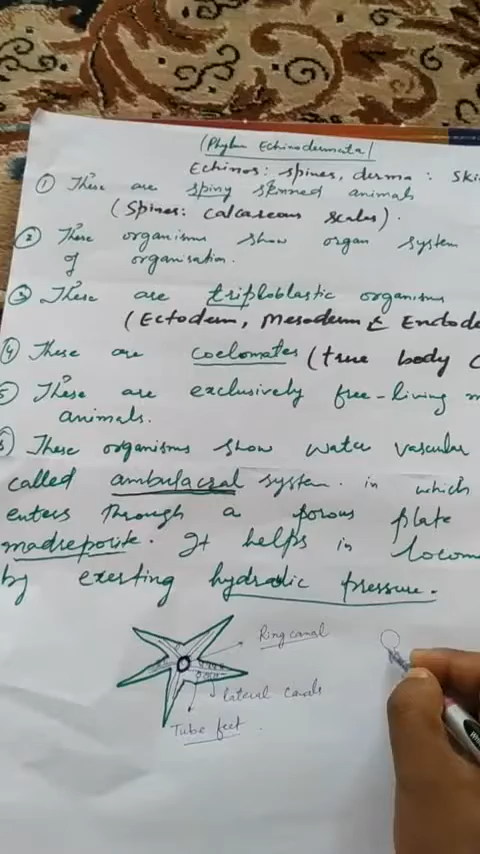 (Phylum Echinodermata)
Echinos: spines, derma: Ski
① These are spiny skinned animals
(Spines: calcareous scales).
② These organisms show organ system
of organisation.
③ These are triploblastic organisms
(Ectoderm, Mesoderm & Endode
④ These are coelomates (true body c
5) These are exclusively free-living m
animals.
6) These organisms show water vascular
called ambulacral system. in which
enters through a porous plate
madreporite. It helps in locomo
by exerting hydralic pressure.
Ring canal
lateral canals
Tube feet.